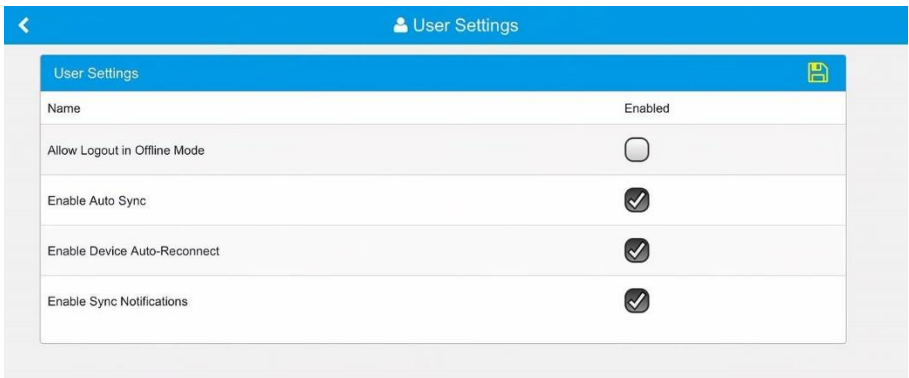 User Settings
User Settings
Name Enabled
Allow Logout in Offline Mode
Enable Auto Sync
Enable Device Auto-Reconnect
Enable Sync Notifications